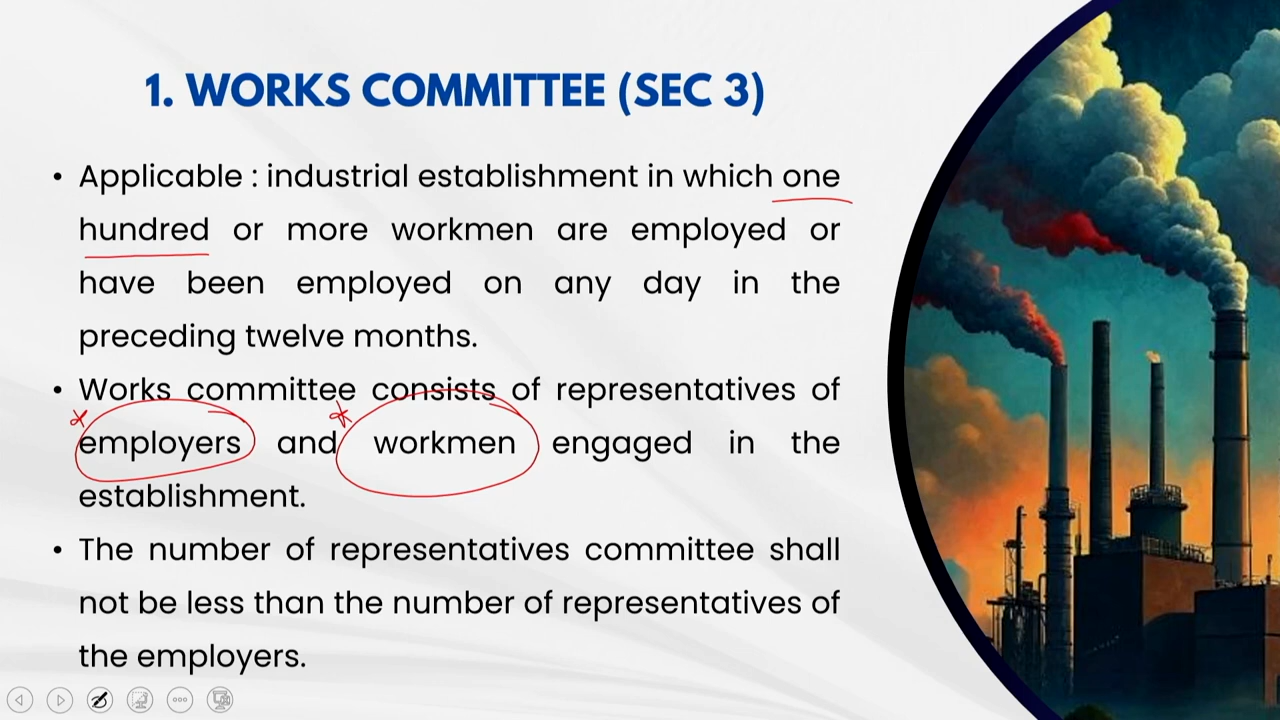 1. WORKS COMMITTEE (SEC 3)
• Applicable : industrial establishment in which one
hundred or more workmen are employed or
have been employed on any day in the
preceding twelve months.
• Works committee consists of representatives of
employers and workmen engaged in the
establishment.
• The number of representatives committee shall
not be less than the number of representatives of
the employers.